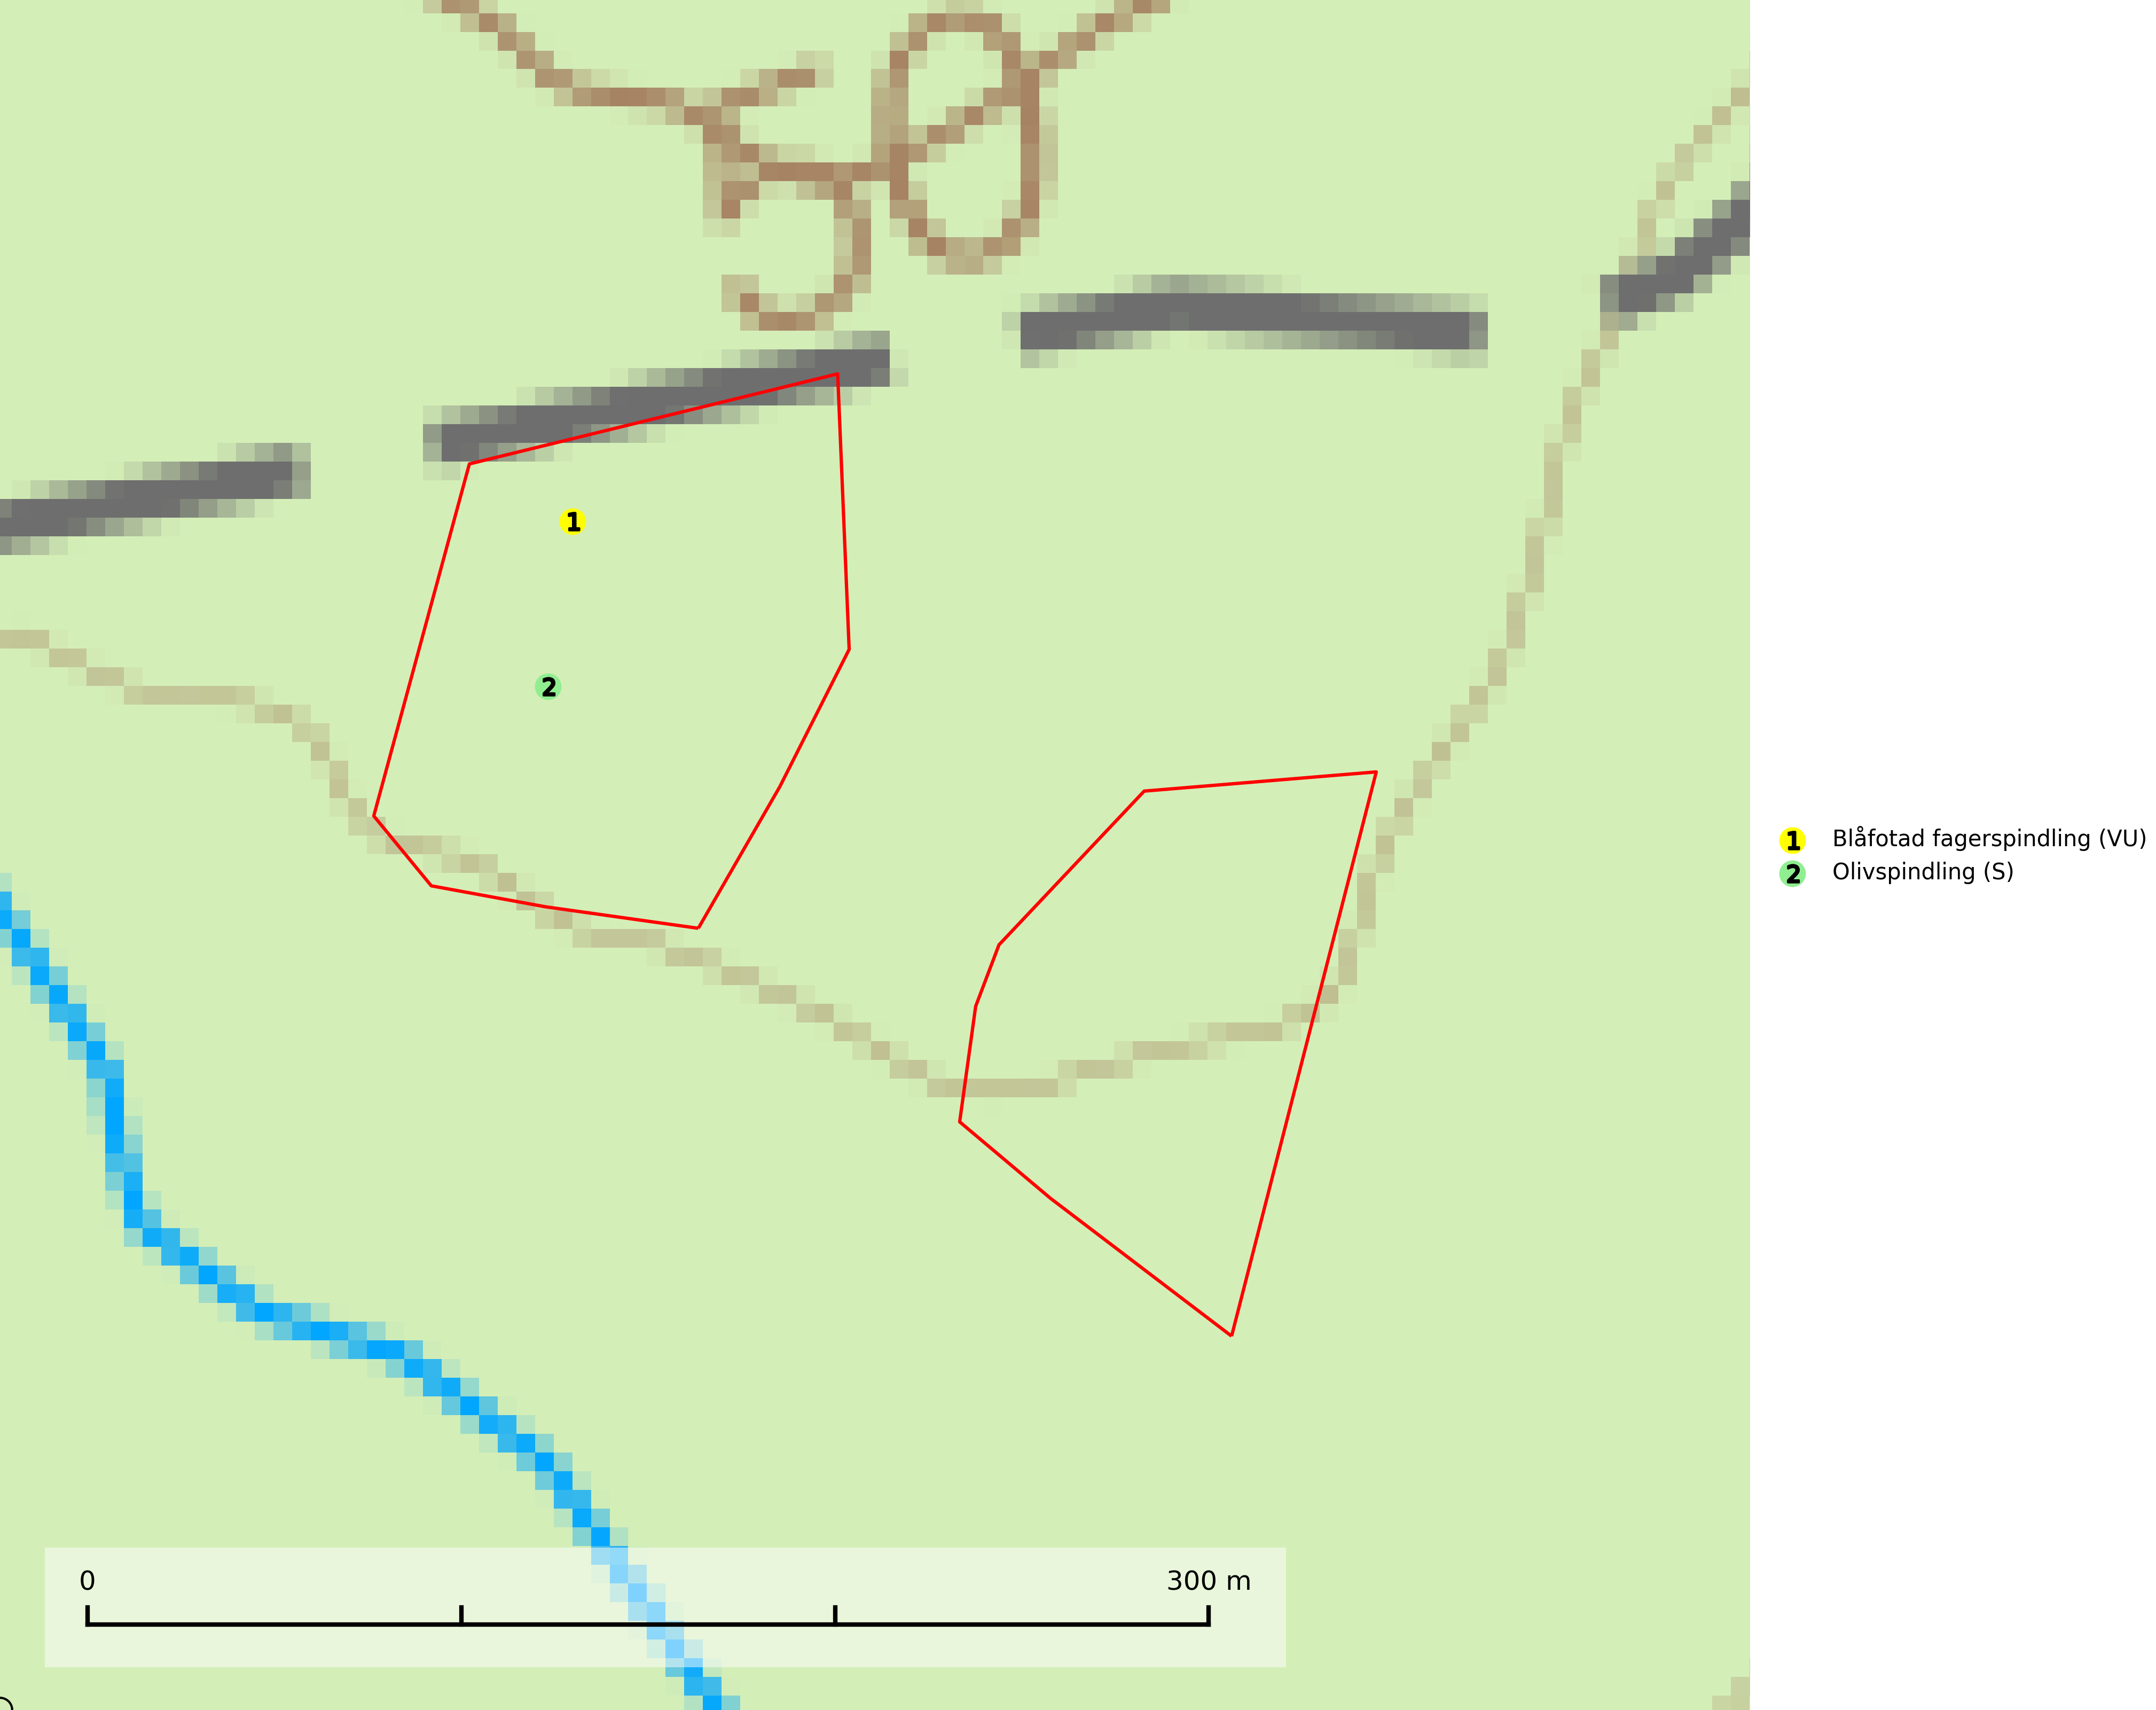 1
2
1 Blåfotad fagerspindling (VU)
2 Olivspindling (S)
0 300 m